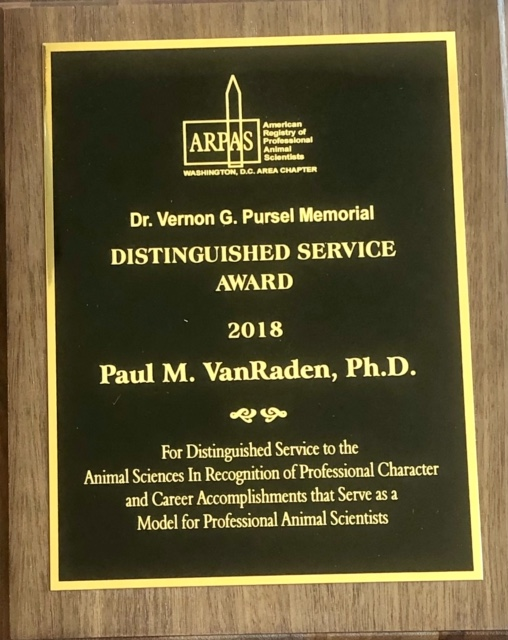 ARPAS
American
Registry of
Professional
Animal
Scientists
WASHINGTON, D.C. AREA CHAPTER
Dr. Vernon G. Pursel Memorial
DISTINGUISHED SERVICE
AWARD
2018
Paul M. VanRaden, Ph.D.
For Distinguished Service to the
Animal Sciences In Recognition of Professional Character
and Career Accomplishments that Serve as a
Model for Professional Animal Scientists